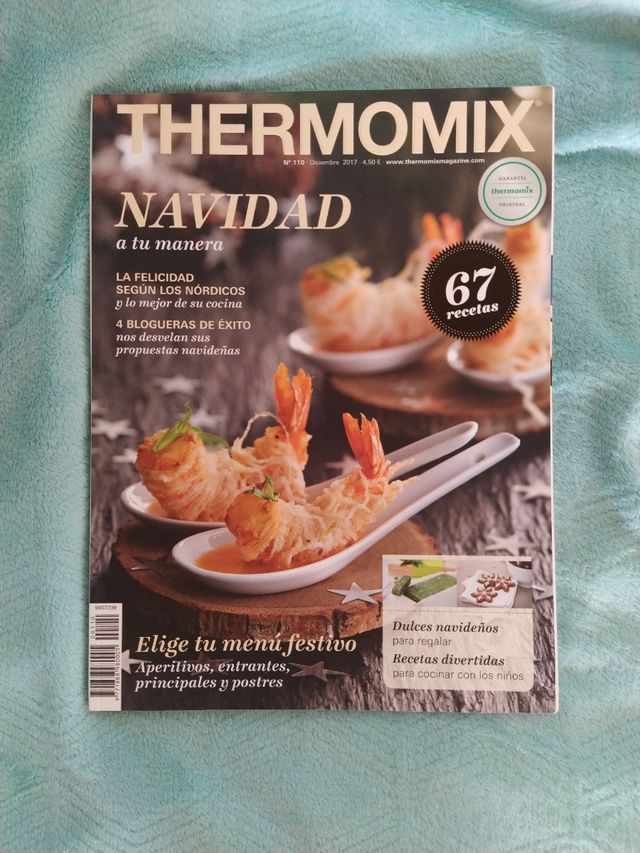 THERMOMIX®
Nº 110 Diciembre 2017 4,50 € www.thermomixmagazine.com
GARANTÍA
thermomix
ORIGINAL
NAVIDAD
a tu manera
LA FELICIDAD
SEGÚN LOS NÓRDICOS
y lo mejor de su cocina
4 BLOGUERAS DE ÉXITO
nos desvelan sus
propuestas navideñas
67
recetas
Elige tu menú festivo
Aperitivos, entrantes,
principales y postres
Dulces navideños
para regalar
Recetas divertidas
para cocinar con los niños
9907239
00110